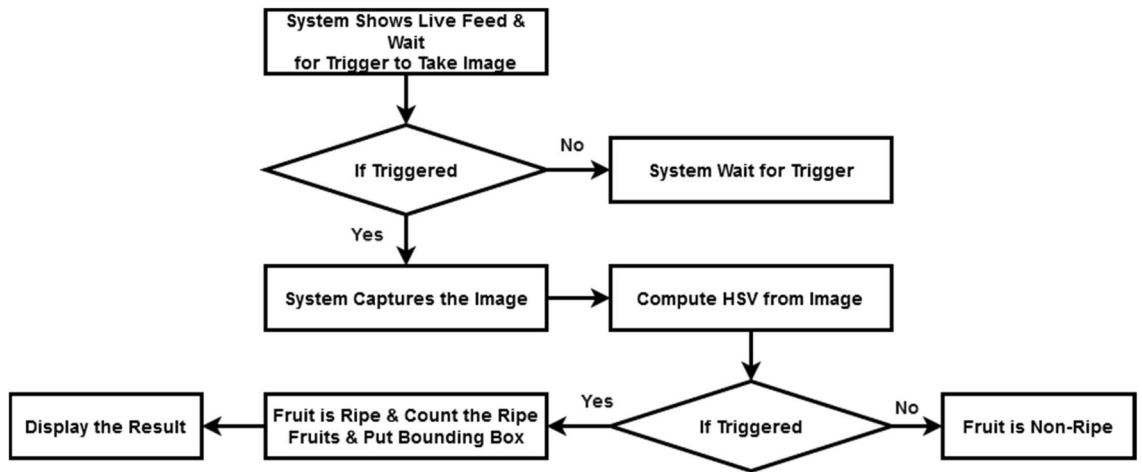 System Shows Live Feed &
Wait
for Trigger to Take Image
If Triggered
No
System Wait for Trigger
Yes
System Captures the Image
Compute HSV from Image
If Triggered
Yes
Fruit is Ripe & Count the Ripe
Fruits & Put Bounding Box
Display the Result
No
Fruit is Non-Ripe